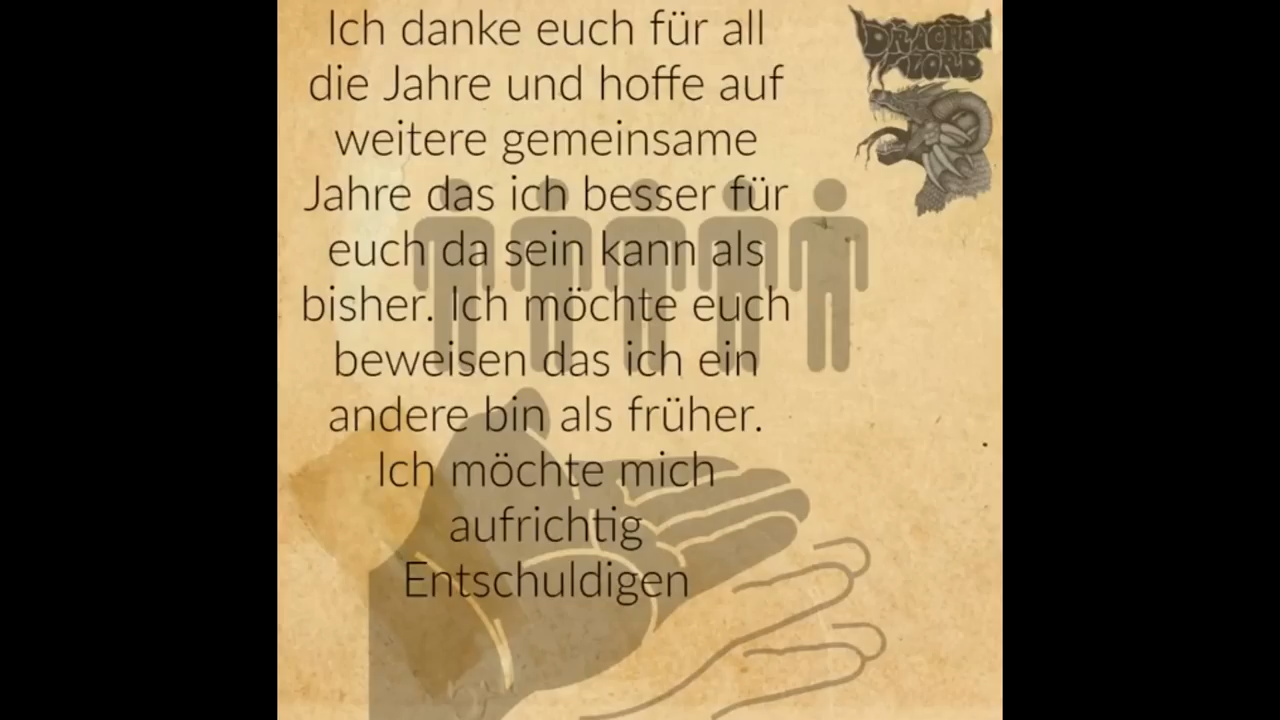 Ich danke euch für all
die Jahre und hoffe auf
weitere gemeinsame
Jahre das ich besser für
euch da sein kann als
bisher. Ich möchte euch
beweisen das ich ein
andere bin als früher.
Ich möchte mich
aufrichtig
Entschuldigen
DRACHEN
LORD